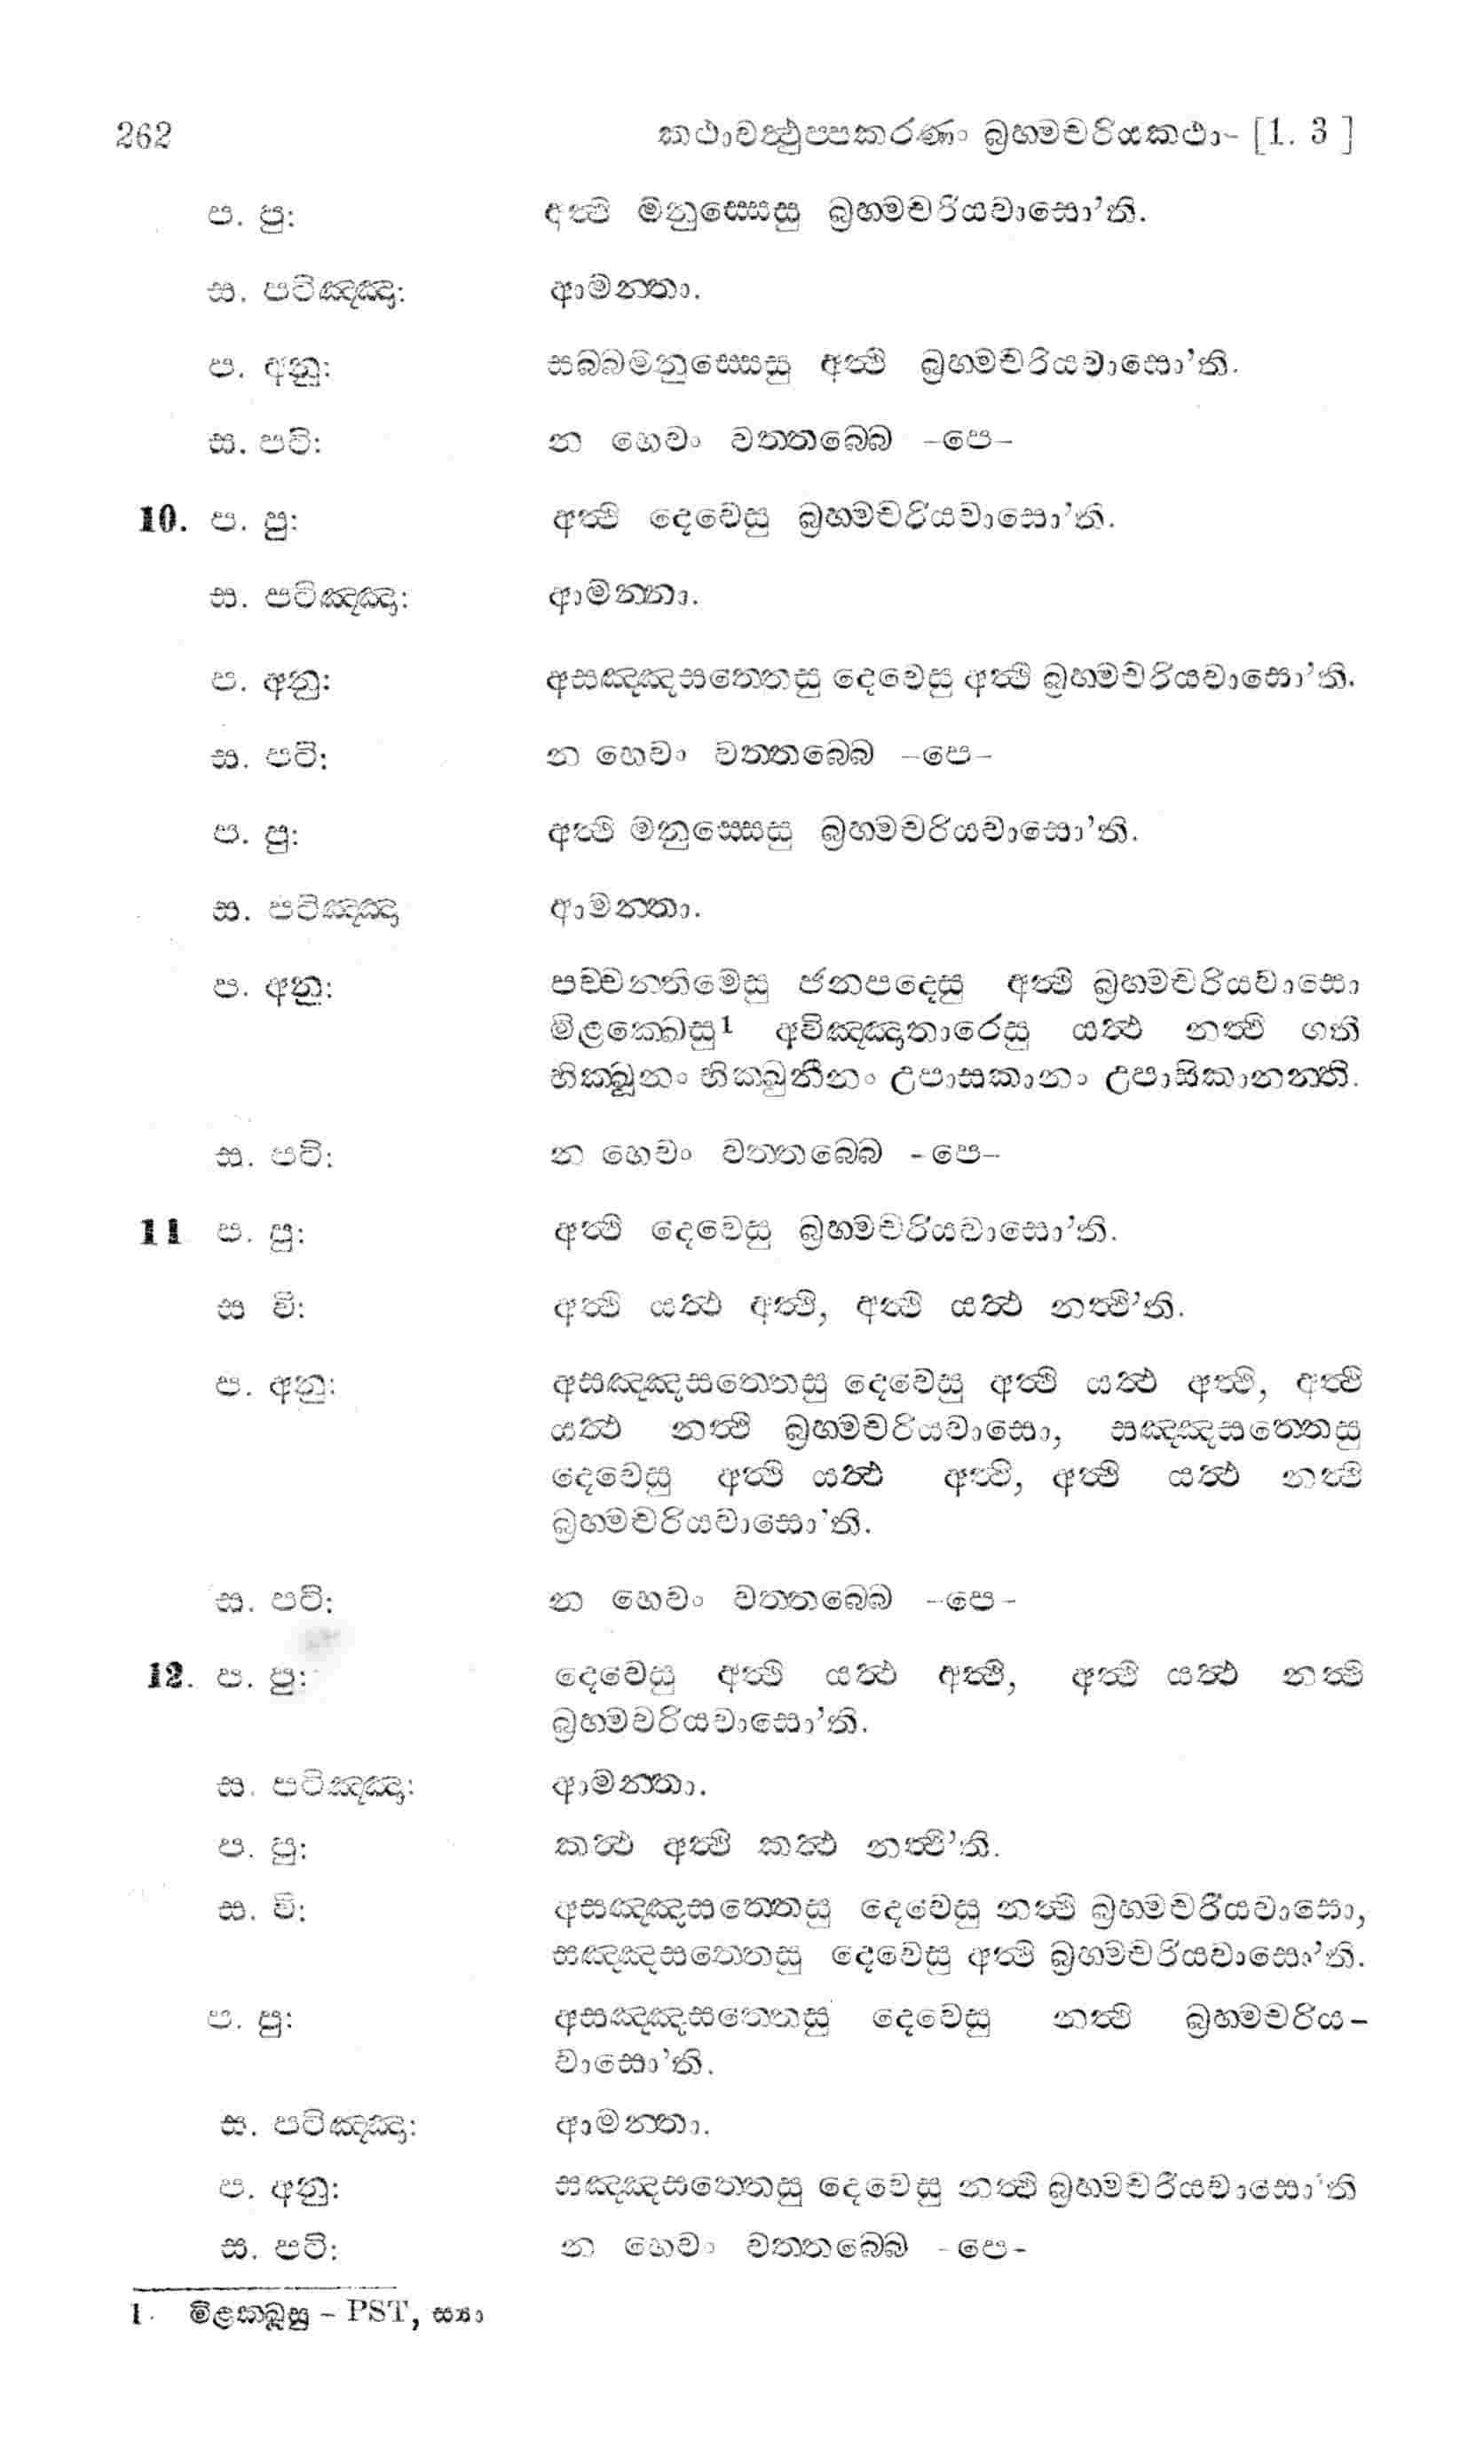 262 කථාවත්ථුප්පකරණං බ්‍රහ්මචරියකථා- [1. 3 ]
ප. පු: අත්ථි මනුස්සෙසු බ්‍රහ්මචරියවාසො’ති.
ස. පටිඤ්ඤා: ආමන්තා.
ප. අනු: සබ්බමනුස්සෙසු අත්ථි බ්‍රහ්මචරියවාසො’ති.
ස. පටි: න හෙවං වත්තබ්බෙ –පෙ–
10. ප. පු: අත්ථි දෙවෙසු බ්‍රහ්මචරියවාසො’ති.
ස. පටිඤ්ඤා: ආමන්තා.
ප. අනු: අසඤ්ඤසත්තෙසු දෙවෙසු අත්ථි බ්‍රහ්මචරියවාසො’ති.
ස. පටි: න හෙවං වත්තබ්බෙ –පෙ–
ප. පු: අත්ථි මනුස්සෙසු බ්‍රහ්මචරියවාසො’ති.
ස. පටිඤ්ඤා ආමන්තා.
ප. අනු: පච්චන්තිමෙසු ජනපදෙසු අත්ථි බ්‍රහ්මචරියවාසො
මිළක්ඛෙසු1 අවිඤ්ඤාතාරෙසු යත්ථ නත්ථි ගති
භික්ඛූනං භික්ඛුනීනං උපාසකානං උපාසිකානන්ති.
ස. පටි: න හෙවං වත්තබ්බෙ -පෙ–
11 ප. පු: අත්ථි දෙවෙසු බ්‍රහ්මචරියවාසො’ති.
ස වි: අත්ථි යත්ථ අත්ථි, අත්ථි යත්ථ නත්ථි’ති.
ප. අනු: අසඤ්ඤසත්තෙසු දෙවෙසු අත්ථි යත්ථ අත්ථි, අත්ථි
යත්ථ නත්ථි බ්‍රහ්මචරියවාසො, සඤ්ඤසත්තෙසු
දෙවෙසු අත්ථි යත්ථ අත්ථි, අත්ථි යත්ථ නත්ථි
බ්‍රහ්මචරියවාසො’ති.
ස. පටි: න හෙවං වත්තබ්බෙ –පෙ-
12. ප. පු: දෙවෙසු අත්ථි යත්ථ අත්ථි, අත්ථි යත්ථ නත්ථි
බ්‍රහ්මචරියවාසො’ති.
ස. පටිඤ්ඤා: ආමන්තා.
ප. පු: කත්ථ අත්ථි කත්ථ නත්ථි’ති.
ස. වි: අසඤ්ඤසත්තෙසු දෙවෙසු නත්ථි බ්‍රහ්මචරියවාසො,
සඤ්ඤසත්තෙසු දෙවෙසු අත්ථි බ්‍රහ්මචරියවාසො’ති.
ප. පු: අසඤ්ඤසත්තෙසු දෙවෙසු නත්ථි බ්‍රහ්මචරිය-
වාසො’ති.
ස. පටිඤ්ඤා: ආමන්තා.
ප. අනු: සඤ්ඤසත්තෙසු දෙවෙසු නත්ථි බ්‍රහ්මචරියවාසො’ති
ස. පටි: න හෙවං වත්තබ්බෙ -පෙ-
1. මිළක්ඛූසු – PST, ස්‍යා